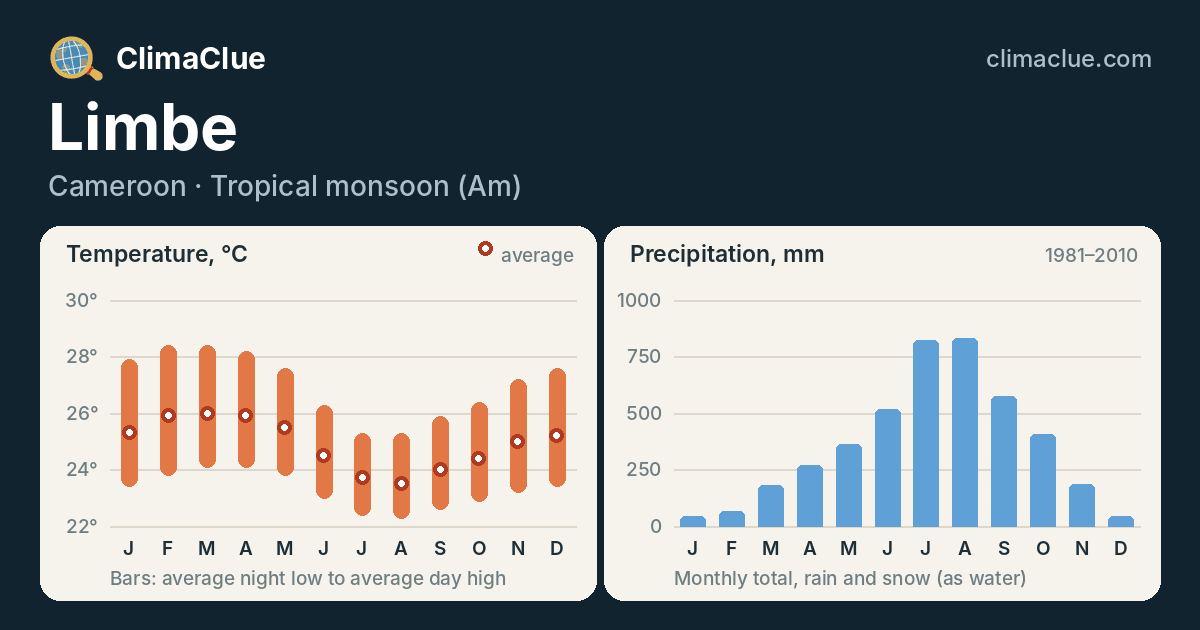 ClimaClue
climaclue.com
Limbe
Cameroon · Tropical monsoon (Am)
Temperature, °C
average
30°
28°
26°
24°
22°
J F M A M J J A S O N D
Bars: average night low to average day high
Precipitation, mm
1981–2010
1000
750
500
250
0
J F M A M J J A S O N D
Monthly total, rain and snow (as water)